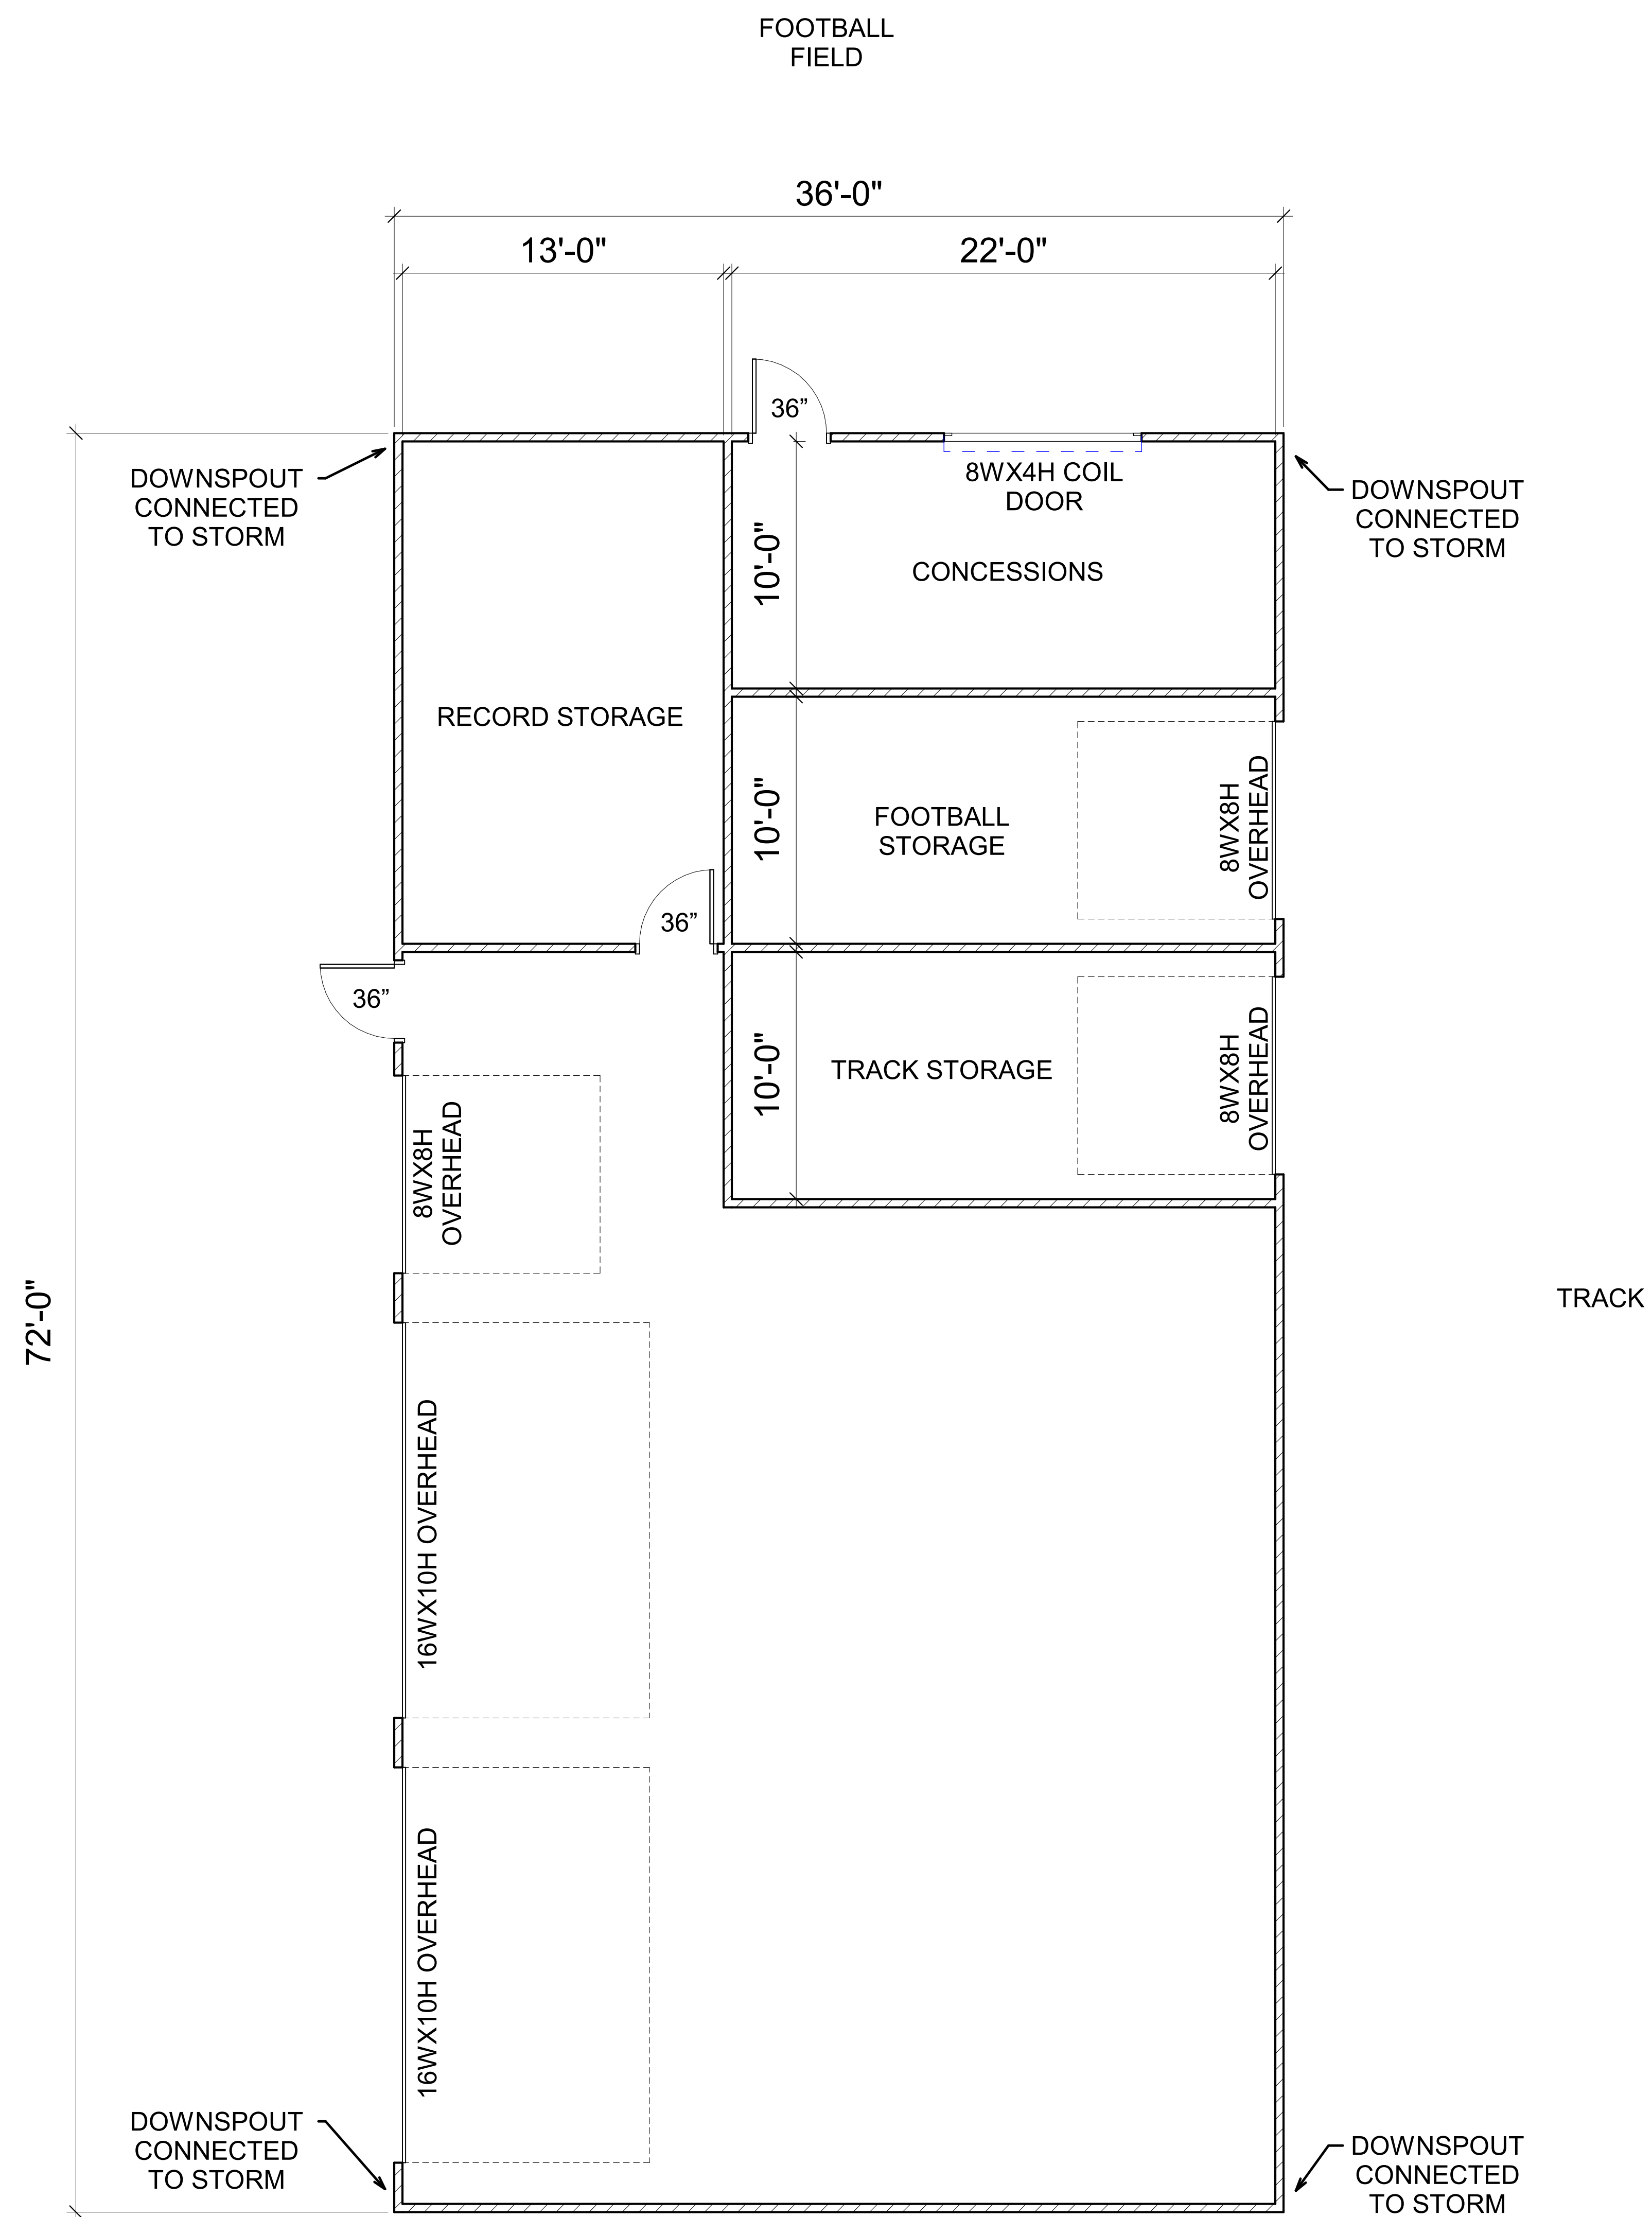 FOOTBALL
FIELD
36'-0"
13'-0"
22'-0"
36”
DOWNSPOUT
CONNECTED
TO STORM
8WX4H COIL
DOOR
DOWNSPOUT
CONNECTED
TO STORM
10'-0"
CONCESSIONS
RECORD STORAGE
10'-0"
FOOTBALL
STORAGE
8WX8H
OVERHEAD
36”
36”
10'-0"
TRACK STORAGE
8WX8H
OVERHEAD
8WX8H
OVERHEAD
72'-0"
TRACK
16WX10H OVERHEAD
16WX10H OVERHEAD
DOWNSPOUT
CONNECTED
TO STORM
DOWNSPOUT
CONNECTED
TO STORM